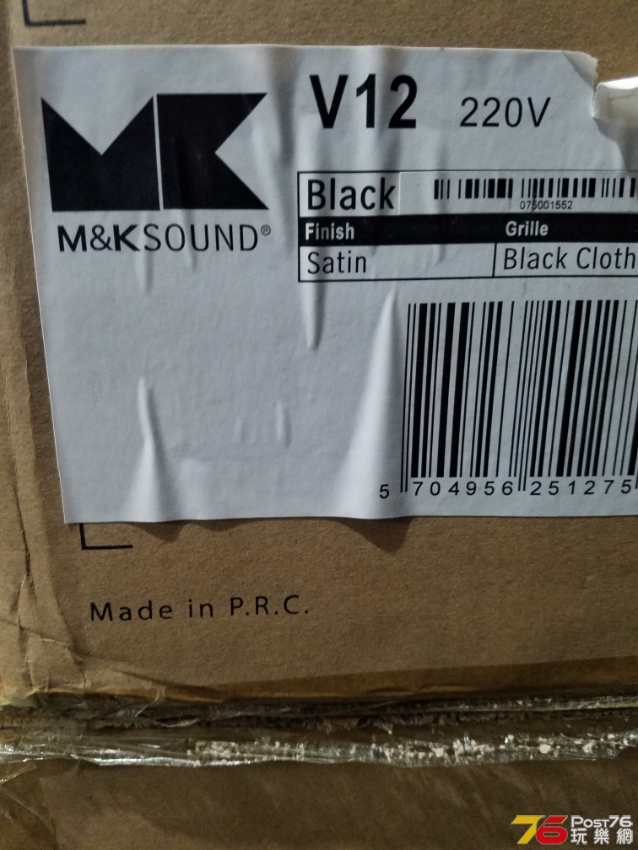 V12 220V
M&KSOUND®
Black
075001552
Finish Grille
Satin Black Cloth
5 704956 251275
Made in P.R.C.
76 POST76
玩樂網